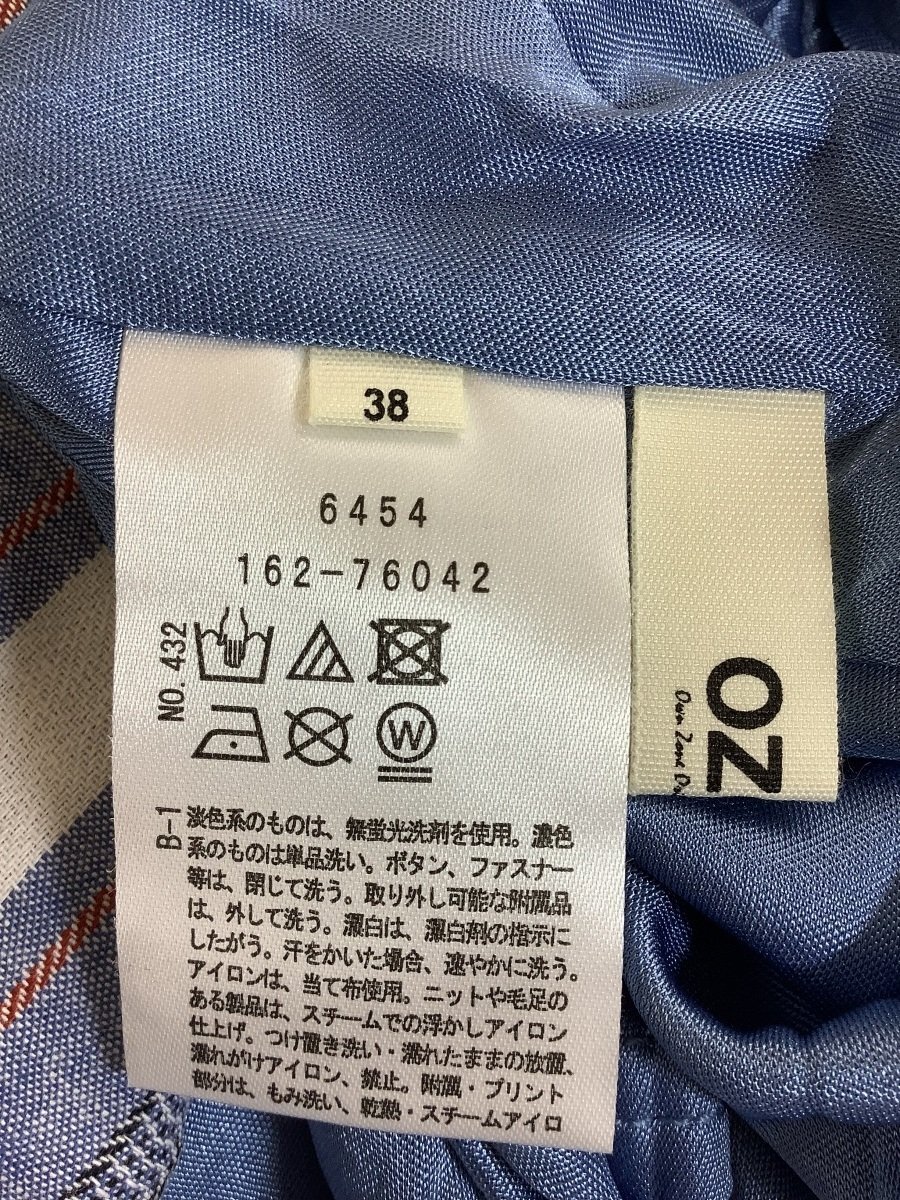 38
6454
162-76042
NO. 432
W
B-1
淡色系のものは、無蛍光洗剤を使用。濃色
系のものは単品洗い。ボタン、ファスナー
等は、閉じて洗う。取り外し可能な附属品
は、外して洗う。漂白は、漂白剤の指示に
したがう。汗をかいた場合、速やかに洗う。
アイロンは、当て布使用。ニットや毛足の
ある製品は、スチームでの浮かしアイロン
仕上げ。つけ置き洗い・濡れたままの放置、
濡れがけアイロン、禁止。附属・プリント
部分は、もみ洗い、乾熱・スチームアイロ
OZ
Own Zone